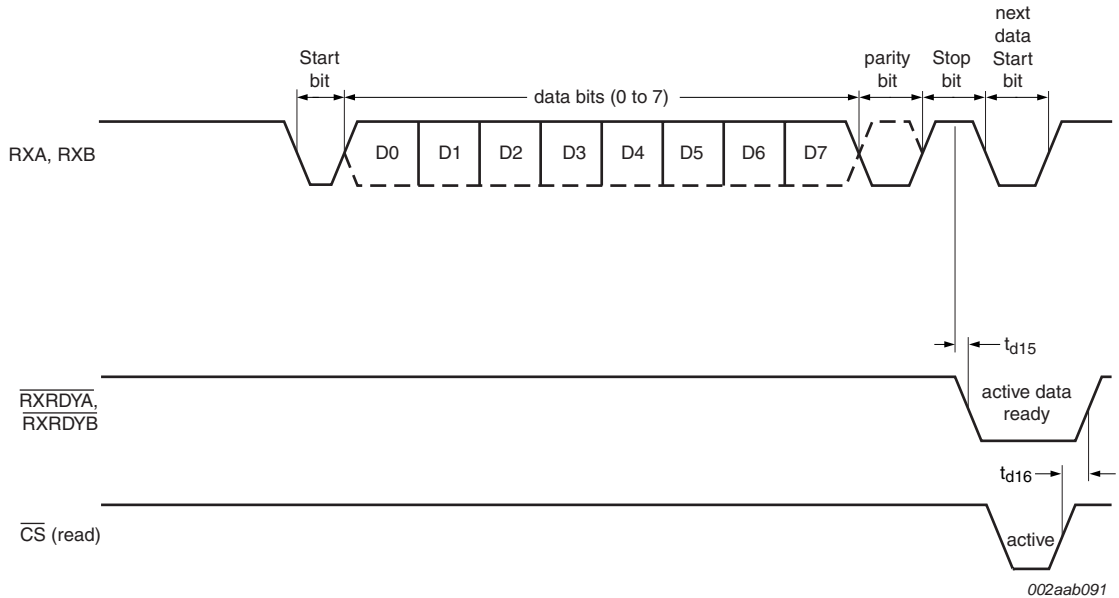 next
data
Start
bit
Start
bit
parity
bit
Stop
bit
data bits (0 to 7)
RXA, RXB
D0 D1 D2 D3 D4 D5 D6 D7
td15
RXRDYA,
RXRDYB
active data
ready
td16
CS (read)
active
002aab091